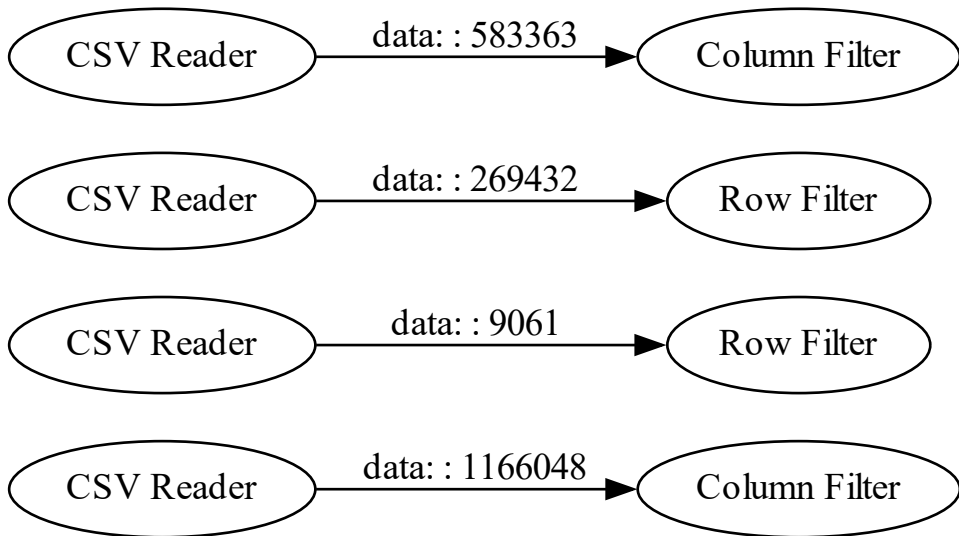 CSV Reader data: : 583363 Column Filter
CSV Reader data: : 269432 Row Filter
CSV Reader data: : 9061 Row Filter
CSV Reader data: : 1166048 Column Filter